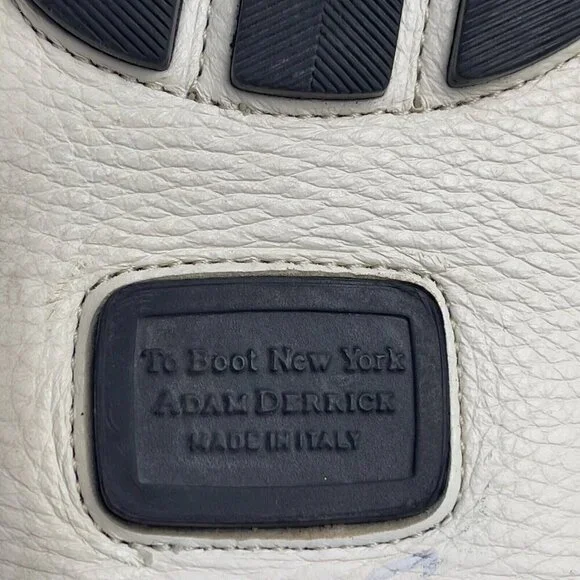 To Boot New York
ADAM DERRICK
MADE IN ITALY